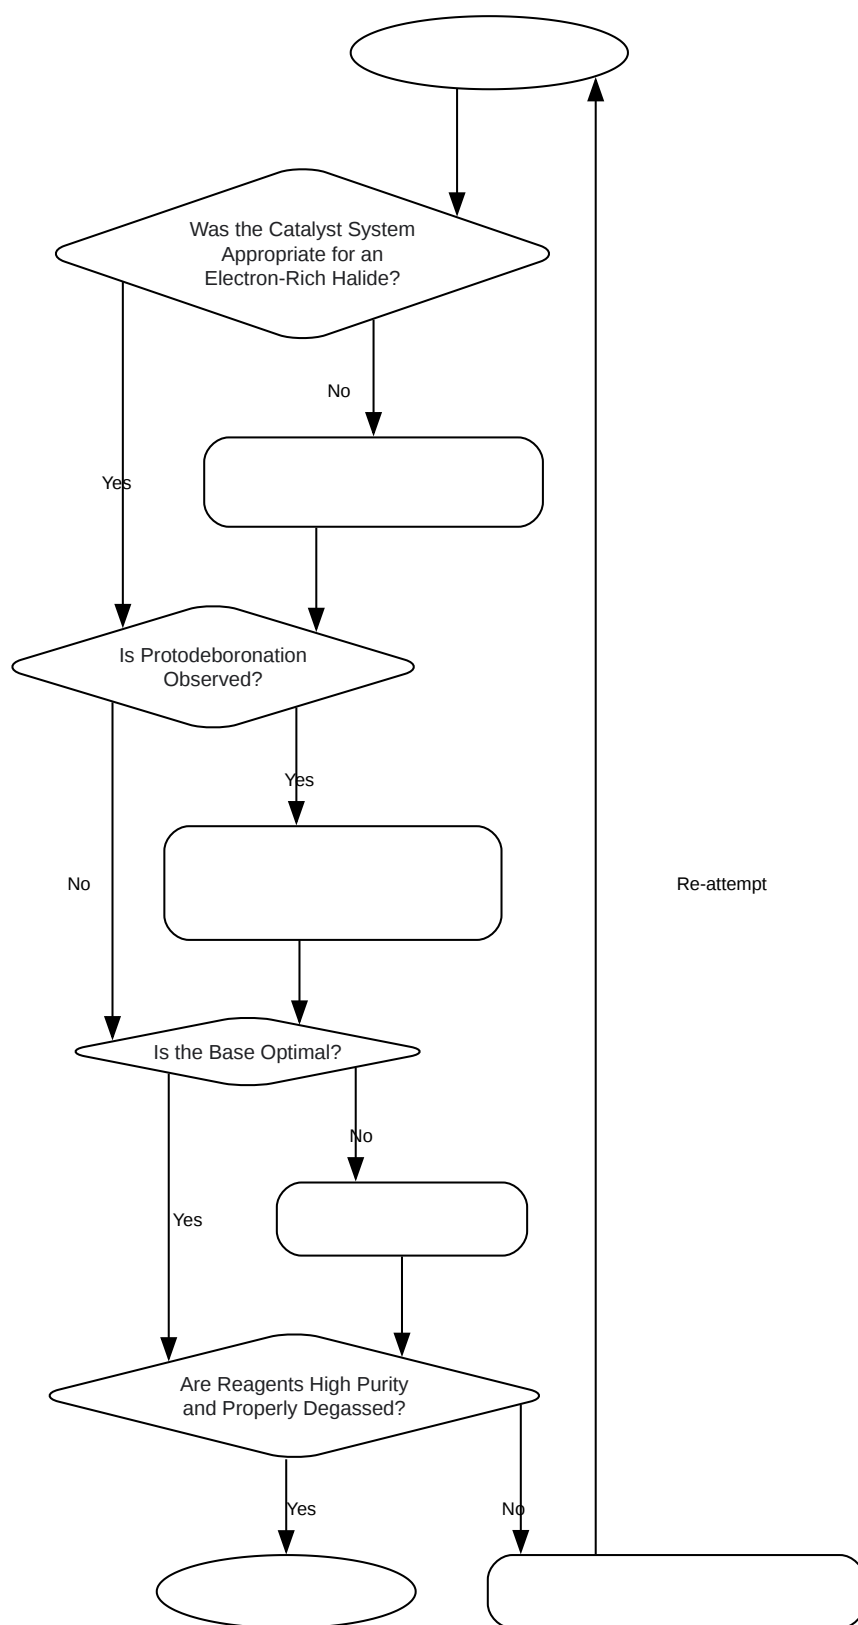 Was the Catalyst System
Appropriate for an
Electron-Rich Halide?
No
Yes
Is Protodeboronation
Observed?
Yes
No
Re-attempt
Is the Base Optimal?
No
Yes
Are Reagents High Purity
and Properly Degassed?
Yes
No